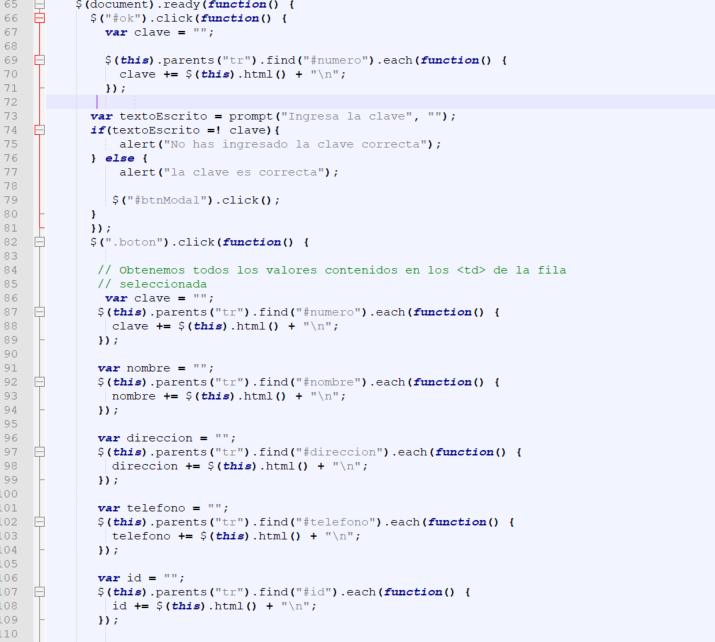 65 $(document).ready(function() {
66 $("#ok").click(function() {
67 var clave = "";
68
69 $(this).parents("tr").find("#numero").each(function() {
70 clave += $(this).html() + "\n";
71 });
72
73 var textoEscrito = prompt("Ingresa la clave", "");
74 if(textoEscrito =! clave){
75 alert("No has ingresado la clave correcta");
76 } else {
77 alert("la clave es correcta");
78
79 $("#btnModal").click();
80 }
81 });
82 $(".boton").click(function() {
83
84 // Obtenemos todos los valores contenidos en los <td> de la fila
85 // seleccionada
86 var clave = "";
87 $(this).parents("tr").find("#numero").each(function() {
88 clave += $(this).html() + "\n";
89 });
90
91 var nombre = "";
92 $(this).parents("tr").find("#nombre").each(function() {
93 nombre += $(this).html() + "\n";
94 });
95
96 var direccion = "";
97 $(this).parents("tr").find("#direccion").each(function() {
98 direccion += $(this).html() + "\n";
99 });
100
101 var telefono = "";
102 $(this).parents("tr").find("#telefono").each(function() {
103 telefono += $(this).html() + "\n";
104 });
105
106 var id = "";
107 $(this).parents("tr").find("#id").each(function() {
108 id += $(this).html() + "\n";
109 });
110